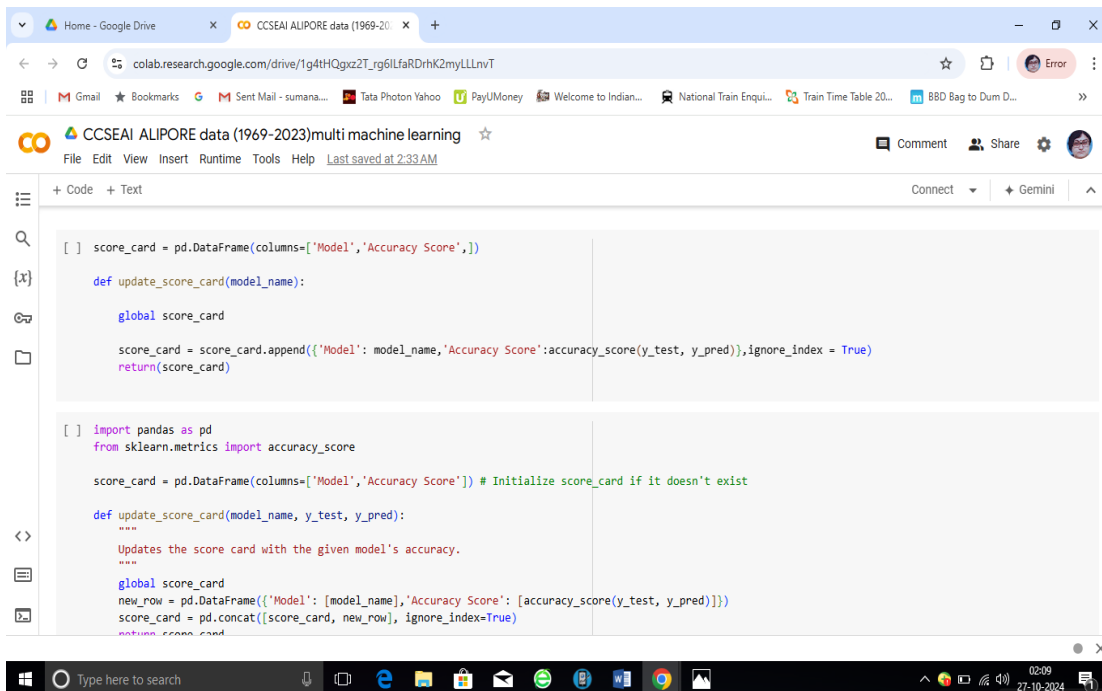 Home - Google Drive
CCSEAI ALIPORE data (1969-20
colab.research.google.com/drive/1g4tHQgxz2T_rg6ILfaRDrhK2myLLLnvT
Error
Gmail Bookmarks G Sent Mail - sumana.... Tata Photon Yahoo PayUMoney Welcome to Indian... National Train Enqui... Train Time Table 20... BBD Bag to Dum D... »
CO CCSEAI ALIPORE data (1969-2023)multi machine learning
Comment Share
File Edit View Insert Runtime Tools Help Last saved at 2:33 AM
+ Code + Text Connect Gemini
{x}
[ ] score_card = pd.DataFrame(columns=['Model','Accuracy Score',])
def update_score_card(model_name):
global score_card
score_card = score_card.append({'Model': model_name,'Accuracy Score':accuracy_score(y_test, y_pred)},ignore_index = True)
return(score_card)
[ ] import pandas as pd
from sklearn.metrics import accuracy_score
score_card = pd.DataFrame(columns=['Model','Accuracy Score']) # Initialize score_card if it doesn't exist
def update_score_card(model_name, y_test, y_pred):
"""
Updates the score card with the given model's accuracy.
"""
global score_card
new_row = pd.DataFrame({'Model': [model_name],'Accuracy Score': [accuracy_score(y_test, y_pred)]})
score_card = pd.concat([score_card, new_row], ignore_index=True)
return score_card
Type here to search
02:09
27-10-2024